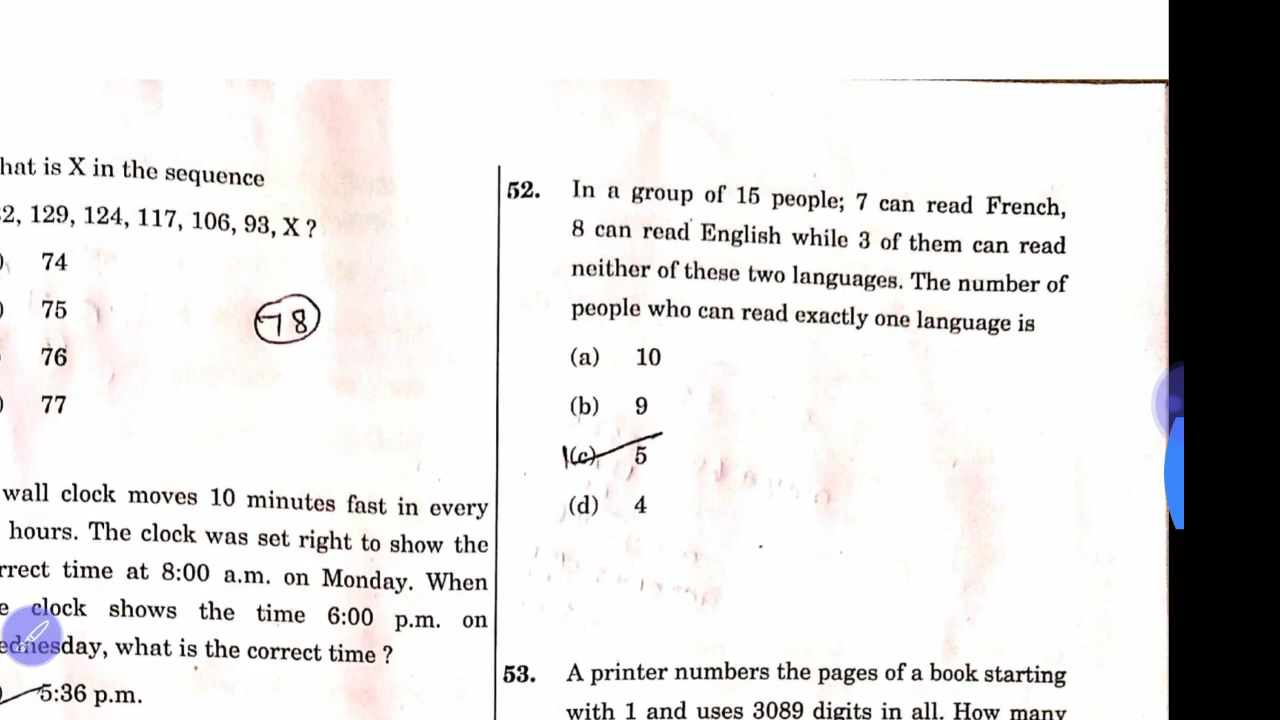 hat is X in the sequence
2, 129, 124, 117, 106, 93, X ?
74
75
76
77
78
wall clock moves 10 minutes fast in every
hours. The clock was set right to show the
rrect time at 8:00 a.m. on Monday. When
e clock shows the time 6:00 p.m. on
ednesday, what is the correct time ?
5:36 p.m.
52. In a group of 15 people; 7 can read French,
8 can read English while 3 of them can read
neither of these two languages. The number of
people who can read exactly one language is
(a) 10
(b) 9
(c) 5
(d) 4
53. A printer numbers the pages of a book starting
with 1 and uses 3089 digits in all. How many